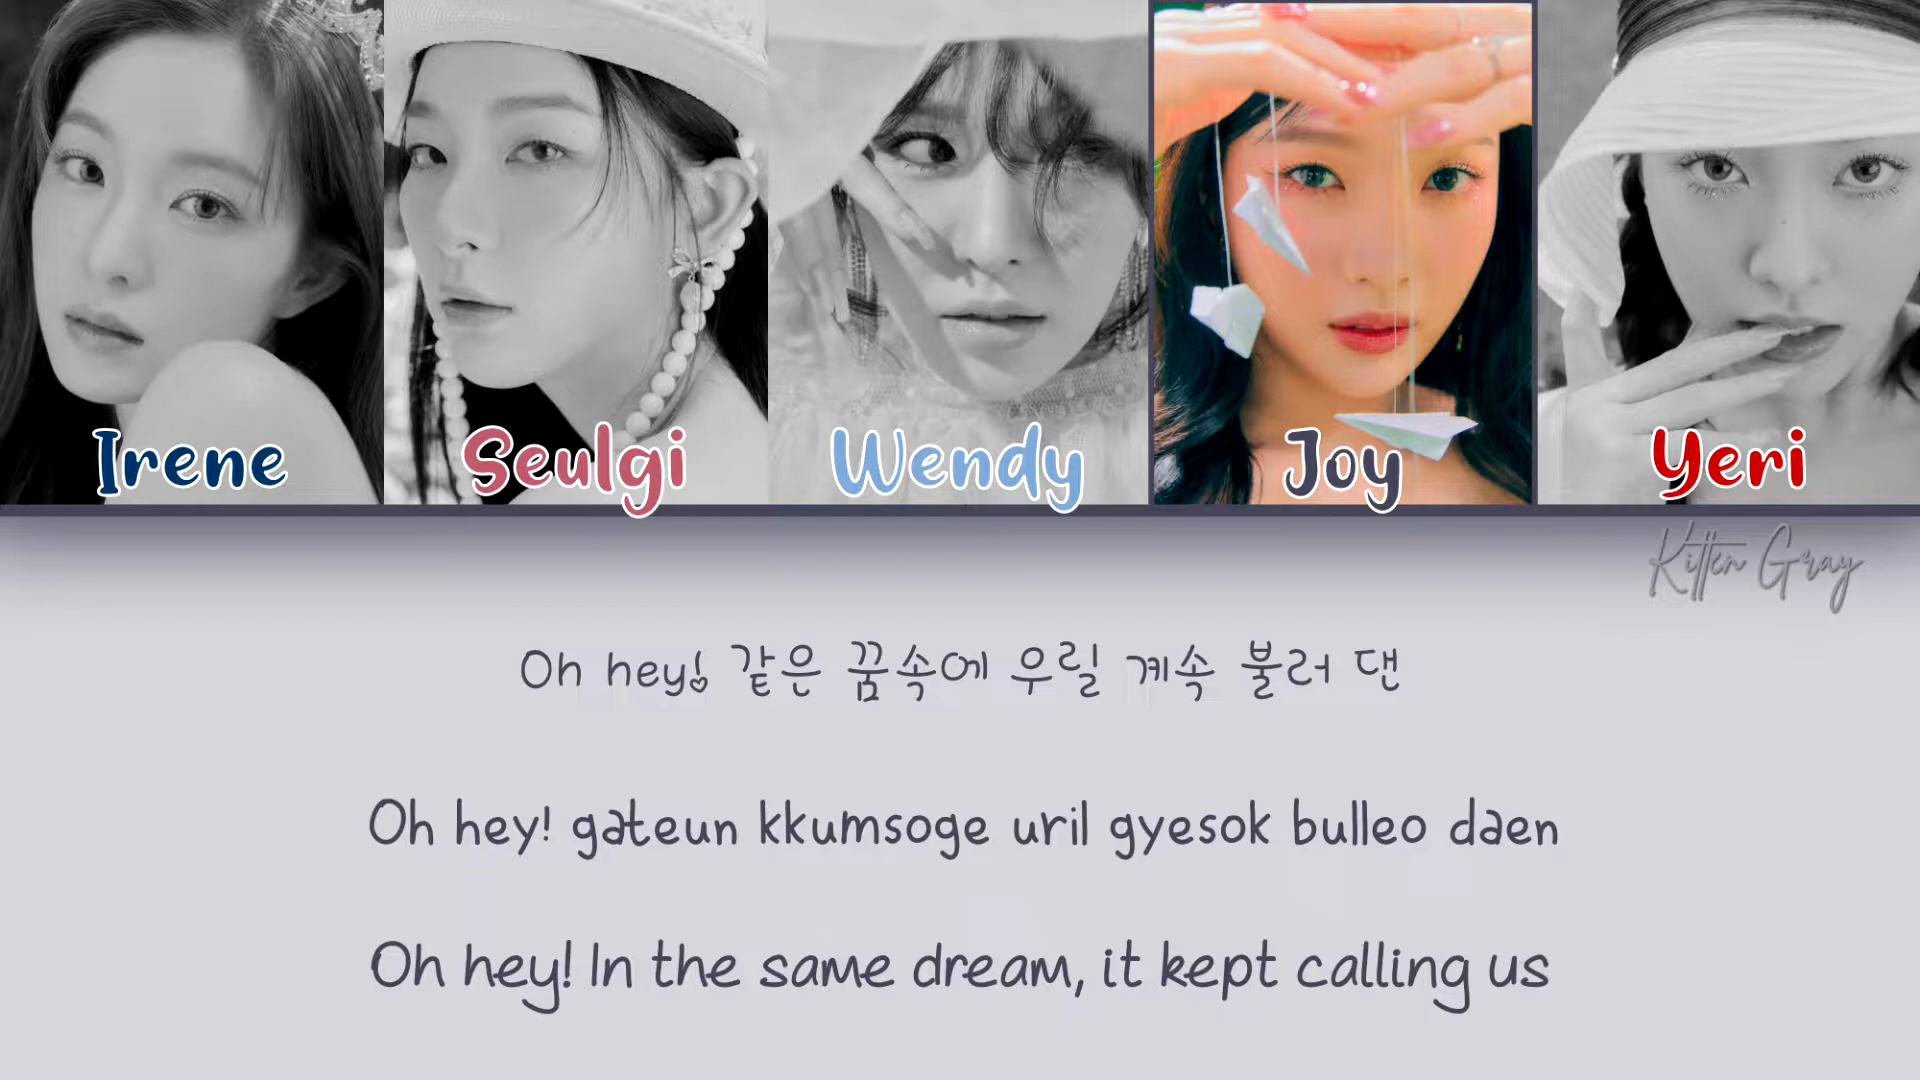 Irene
Seulgi
Wendy
Joy
Yeri
Kitten Gray
Oh hey! 같은 꿈속에 우릴 계속 불러 댄
Oh hey! gateun kkumsoge uril gyesok bulleo daen
Oh hey! In the same dream, it kept calling us